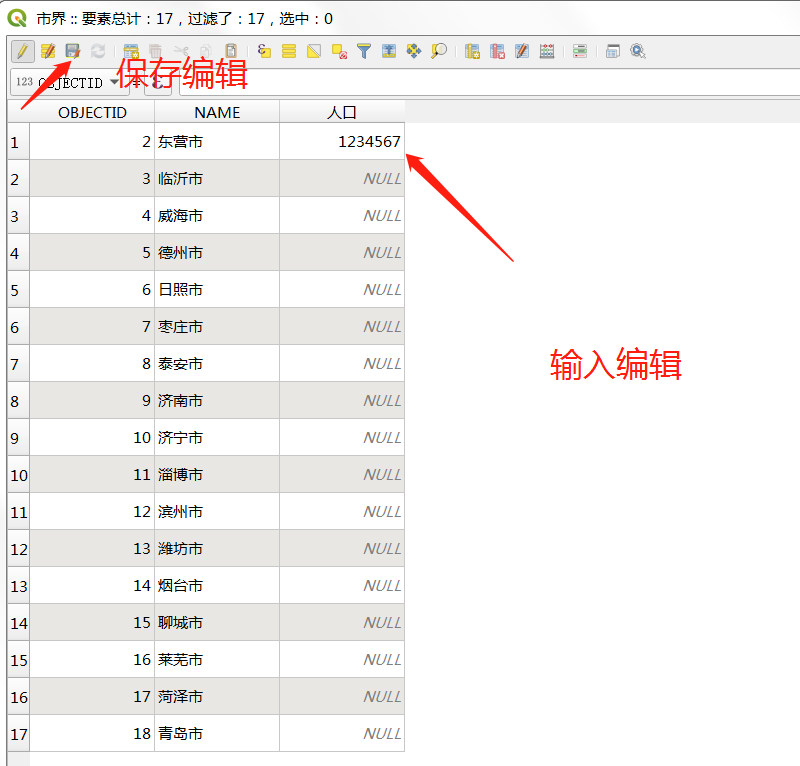 市界 :: 要素总计：17，过滤了：17，选中：0
保存编辑
123 OBJECTID
OBJECTID NAME 人口
1 2 东营市 1234567
2 3 临沂市 NULL
3 4 威海市 NULL
4 5 德州市 NULL
5 6 日照市 NULL
6 7 枣庄市 NULL
7 8 泰安市 NULL
输入编辑
8 9 济南市 NULL
9 10 济宁市 NULL
10 11 淄博市 NULL
11 12 滨州市 NULL
12 13 潍坊市 NULL
13 14 烟台市 NULL
14 15 聊城市 NULL
15 16 莱芜市 NULL
16 17 菏泽市 NULL
17 18 青岛市 NULL